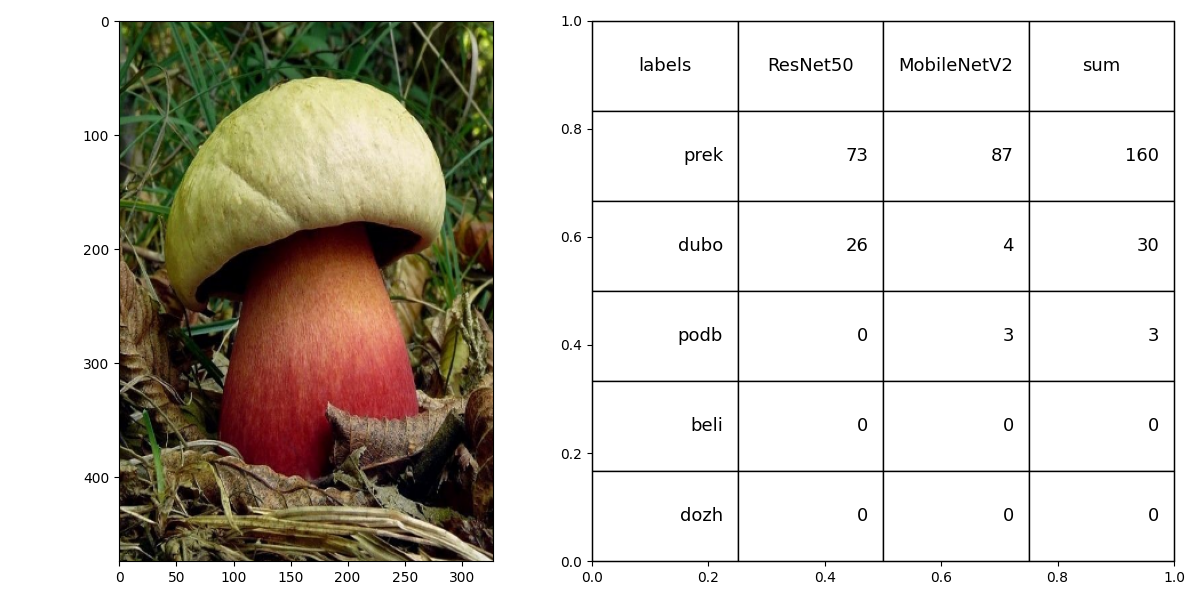 0
100
200
300
400
0 50 100 150 200 250 300
1.0
0.8
0.6
0.4
0.2
0.0
0.0 0.2 0.4 0.6 0.8 1.0
labels ResNet50 MobileNetV2 sum
prek 73 87 160
dubo 26 4 30
podb 0 3 3
beli 0 0 0
dozh 0 0 0